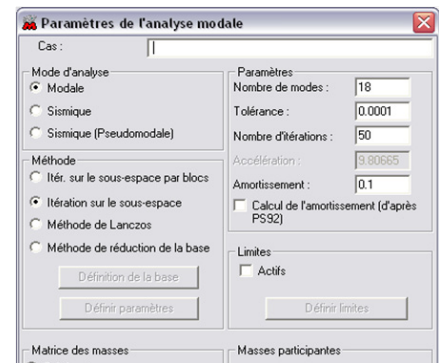 Paramètres de l'analyse modale
Cas :
Mode d'analyse
Modale
Sismique
Sismique (Pseudomodale)
Méthode
Itér. sur le sous-espace par blocs
Itération sur le sous-espace
Méthode de Lanczos
Méthode de réduction de la base
Définition de la base
Définir paramètres
Paramètres
Nombre de modes : 18
Tolérance : 0.0001
Nombre d'itérations : 50
Accélération : 9.80665
Amortissement : 0.1
Calcul de l'amortissement (d'après
PS92)
Limites
Actifs
Définir limites
Matrice des masses
Masses participantes